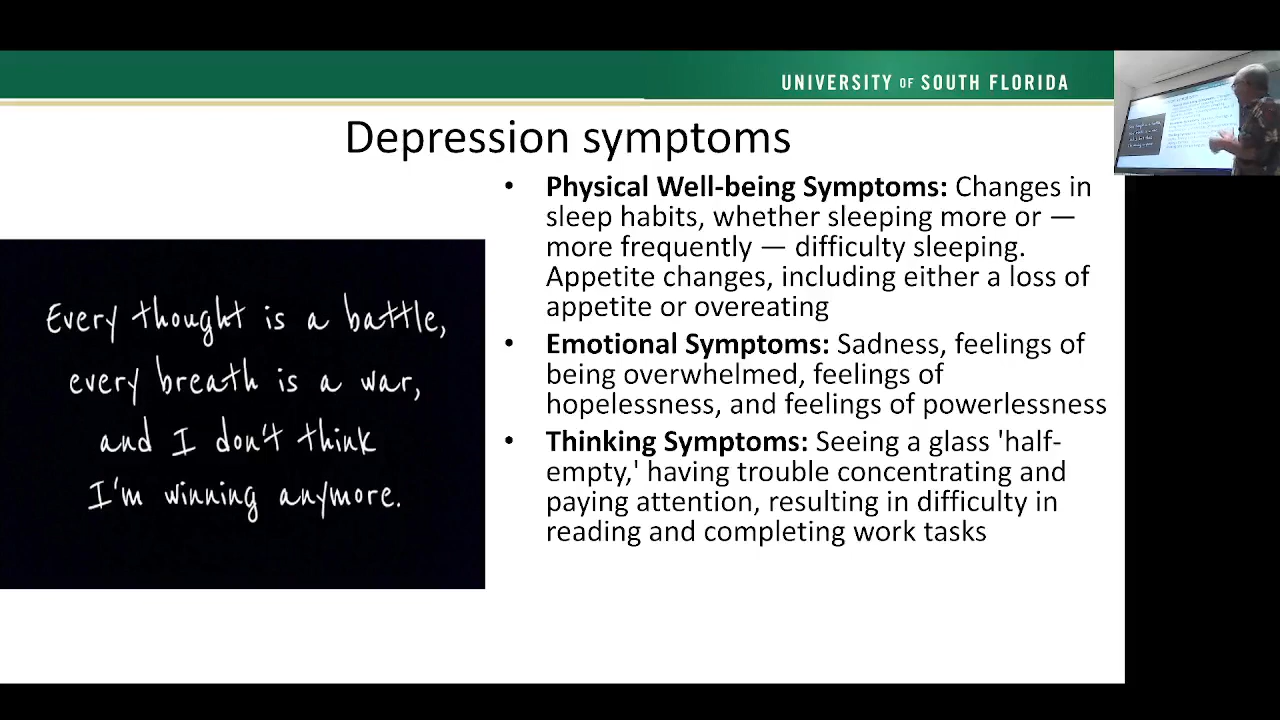 UNIVERSITY OF SOUTH FLORIDA
Depression symptoms
• Physical Well-being Symptoms: Changes in
sleep habits, whether sleeping more or —
more frequently — difficulty sleeping.
Appetite changes, including either a loss of
appetite or overeating
• Emotional Symptoms: Sadness, feelings of
being overwhelmed, feelings of
hopelessness, and feelings of powerlessness
• Thinking Symptoms: Seeing a glass 'half-
empty,' having trouble concentrating and
paying attention, resulting in difficulty in
reading and completing work tasks
Every thought is a battle,
every breath is a war,
and I don't think
I'm winning anymore.